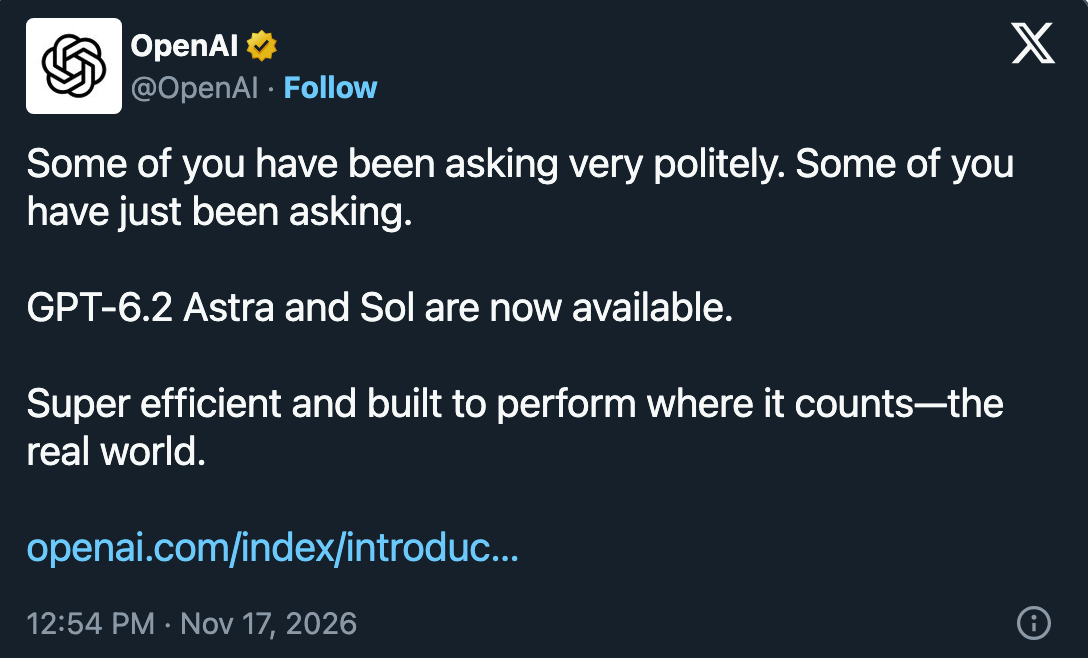 OpenAI
@OpenAI · Follow
Some of you have been asking very politely. Some of you
have just been asking.
GPT-6.2 Astra and Sol are now available.
Super efficient and built to perform where it counts—the
real world.
openai.com/index/introduc...
12:54 PM · Nov 17, 2026